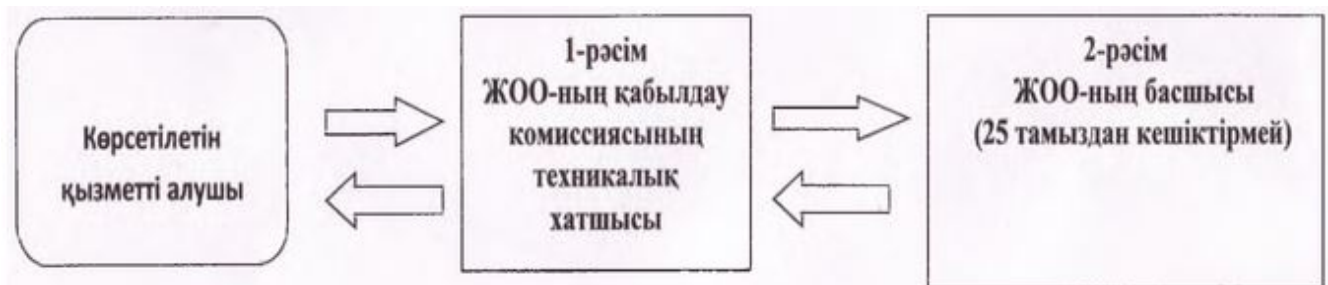 Көрсетілетін
қызметті алушы
1-рәсім
ЖОО-ның қабылдау
комиссиясының
техникалық
хатшысы
2-рәсім
ЖОО-ның басшысы
(25 тамыздан кешіктірмей)